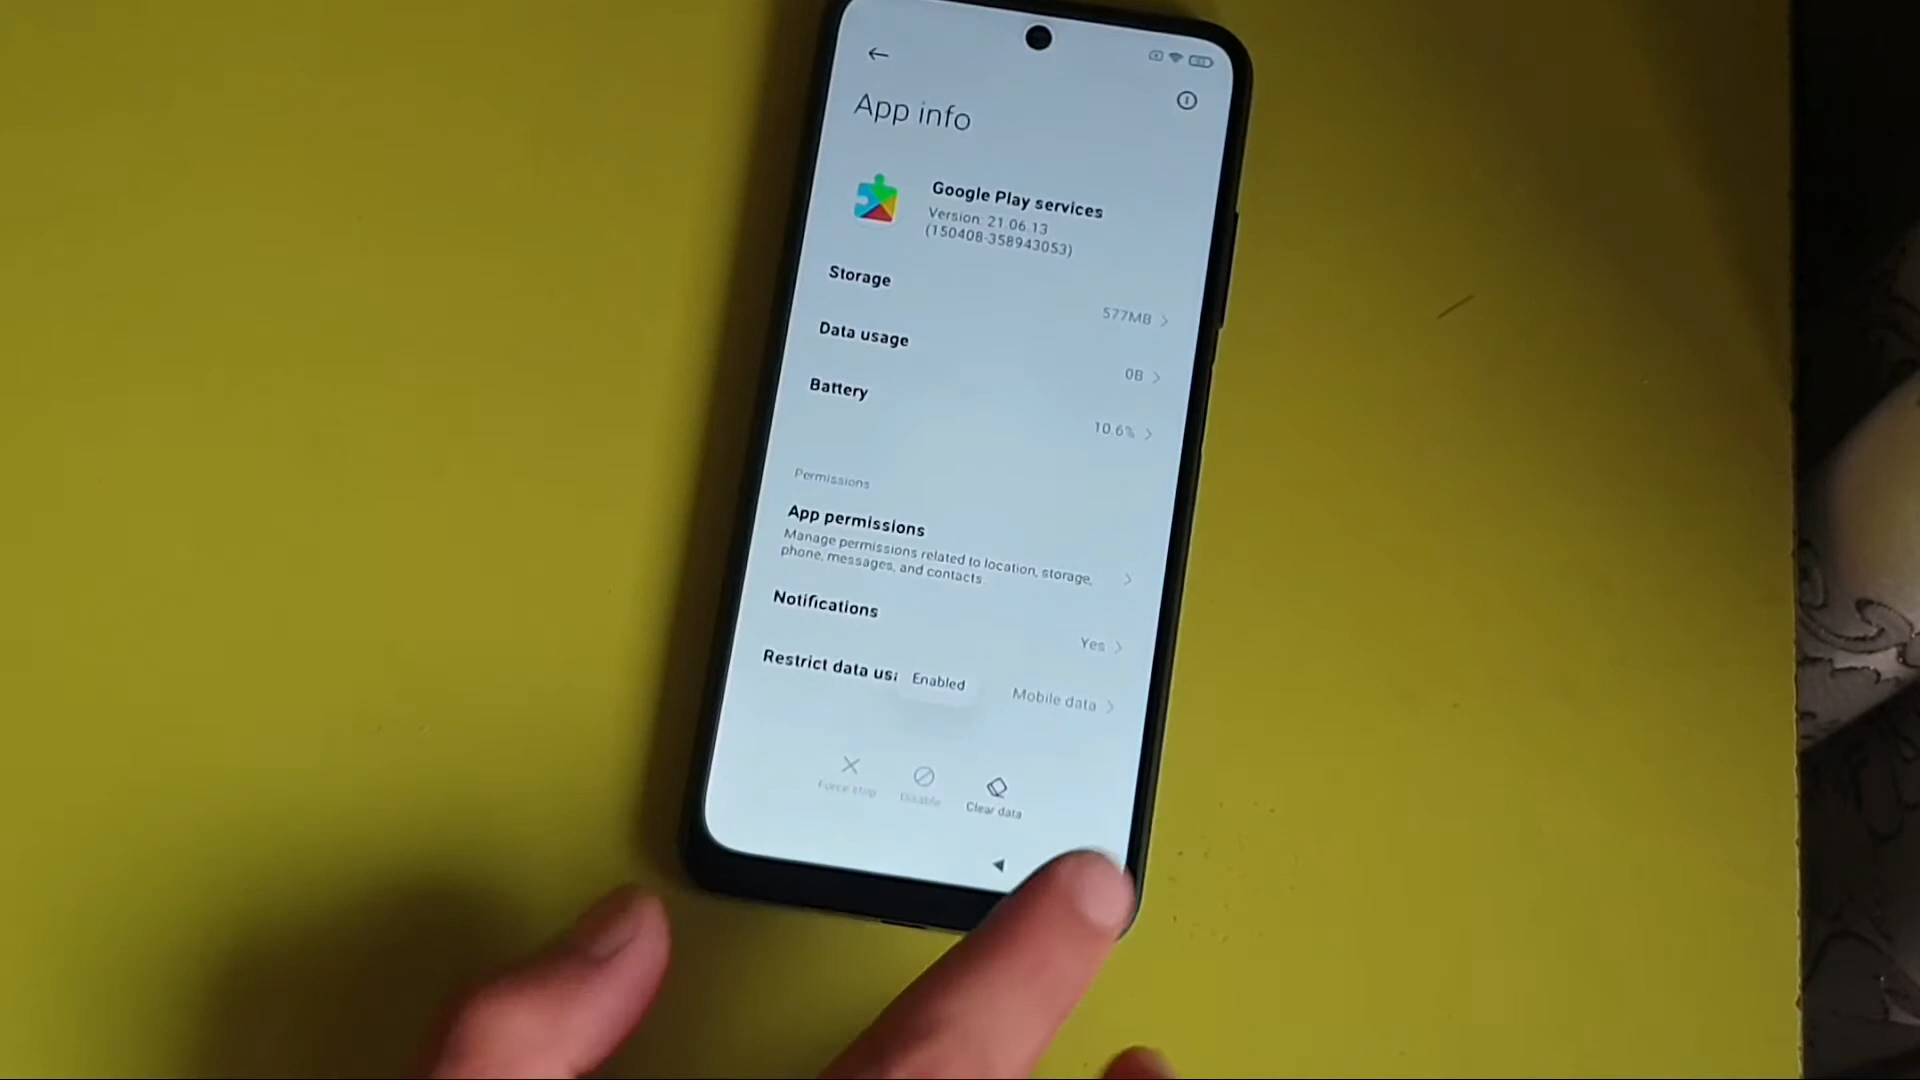 App info
Google Play services
Version: 21.06.13
(150408-358943053)
Storage
577MB
Data usage
0B
Battery
10.6%
Permissions
App permissions
Manage permissions related to location, storage,
phone, messages, and contacts
Notifications
Yes
Restrict data usa
Enabled
Mobile data
Force stop
Disable
Clear data